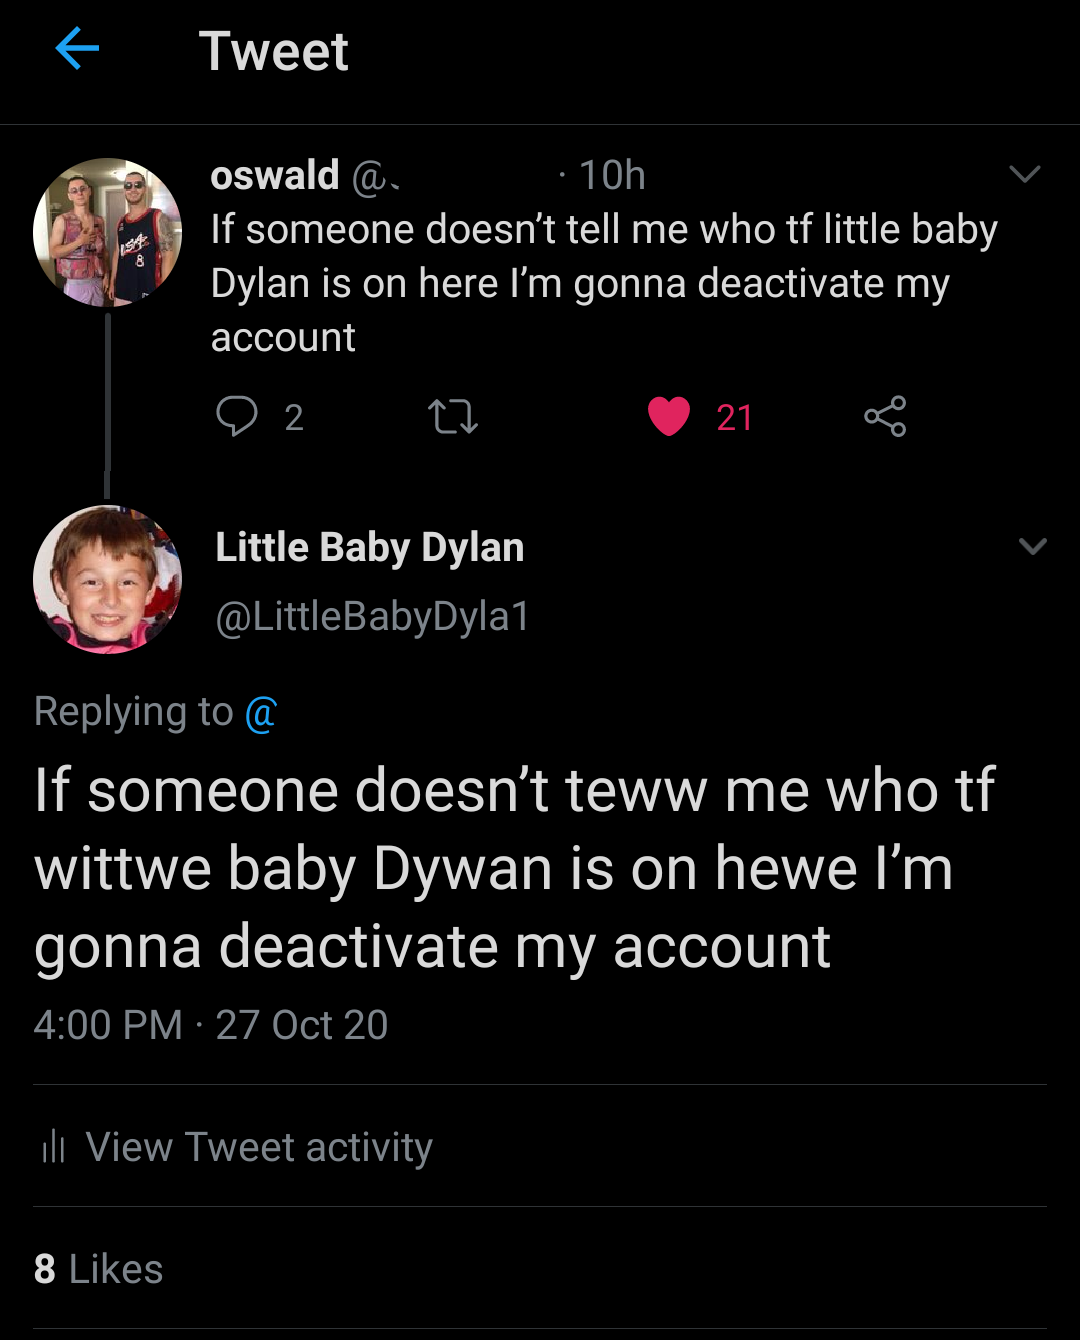 Tweet
oswald @ · 10h
If someone doesn’t tell me who tf little baby
Dylan is on here I’m gonna deactivate my
account
2 21
Little Baby Dylan
@LittleBabyDyla1
Replying to @
If someone doesn’t teww me who tf
wittwe baby Dywan is on hewe I’m
gonna deactivate my account
4:00 PM · 27 Oct 20
View Tweet activity
8 Likes